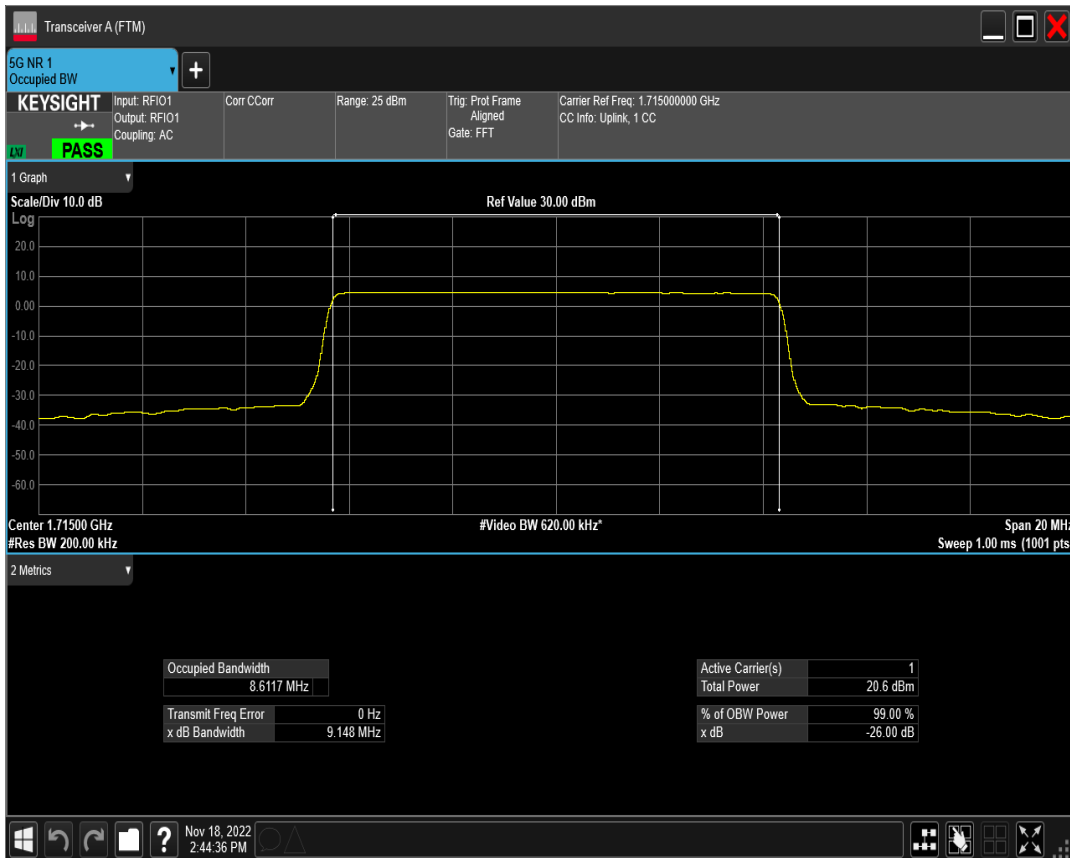 Transceiver A (FTM)
5G NR 1
Occupied BW
+
KEYSIGHT
Input: RFIO1
Output: RFIO1
Coupling: AC
Corr CCorr
Range: 25 dBm
Trig: Prot Frame
Aligned
Gate: FFT
Carrier Ref Freq: 1.715000000 GHz
CC Info: Uplink, 1 CC
LXI
PASS
1 Graph
Scale/Div 10.0 dB
Ref Value 30.00 dBm
Log
20.0
10.0
0.00
-10.0
-20.0
-30.0
-40.0
-50.0
-60.0
Center 1.71500 GHz
#Video BW 620.00 kHz*
Span 20 MHz
#Res BW 200.00 kHz
Sweep 1.00 ms (1001 pts
2 Metrics
Occupied Bandwidth
8.6117 MHz
Transmit Freq Error 0 Hz
x dB Bandwidth 9.148 MHz
Active Carrier(s) 1
Total Power 20.6 dBm
% of OBW Power 99.00 %
x dB -26.00 dB
?
Nov 18, 2022
2:44:36 PM